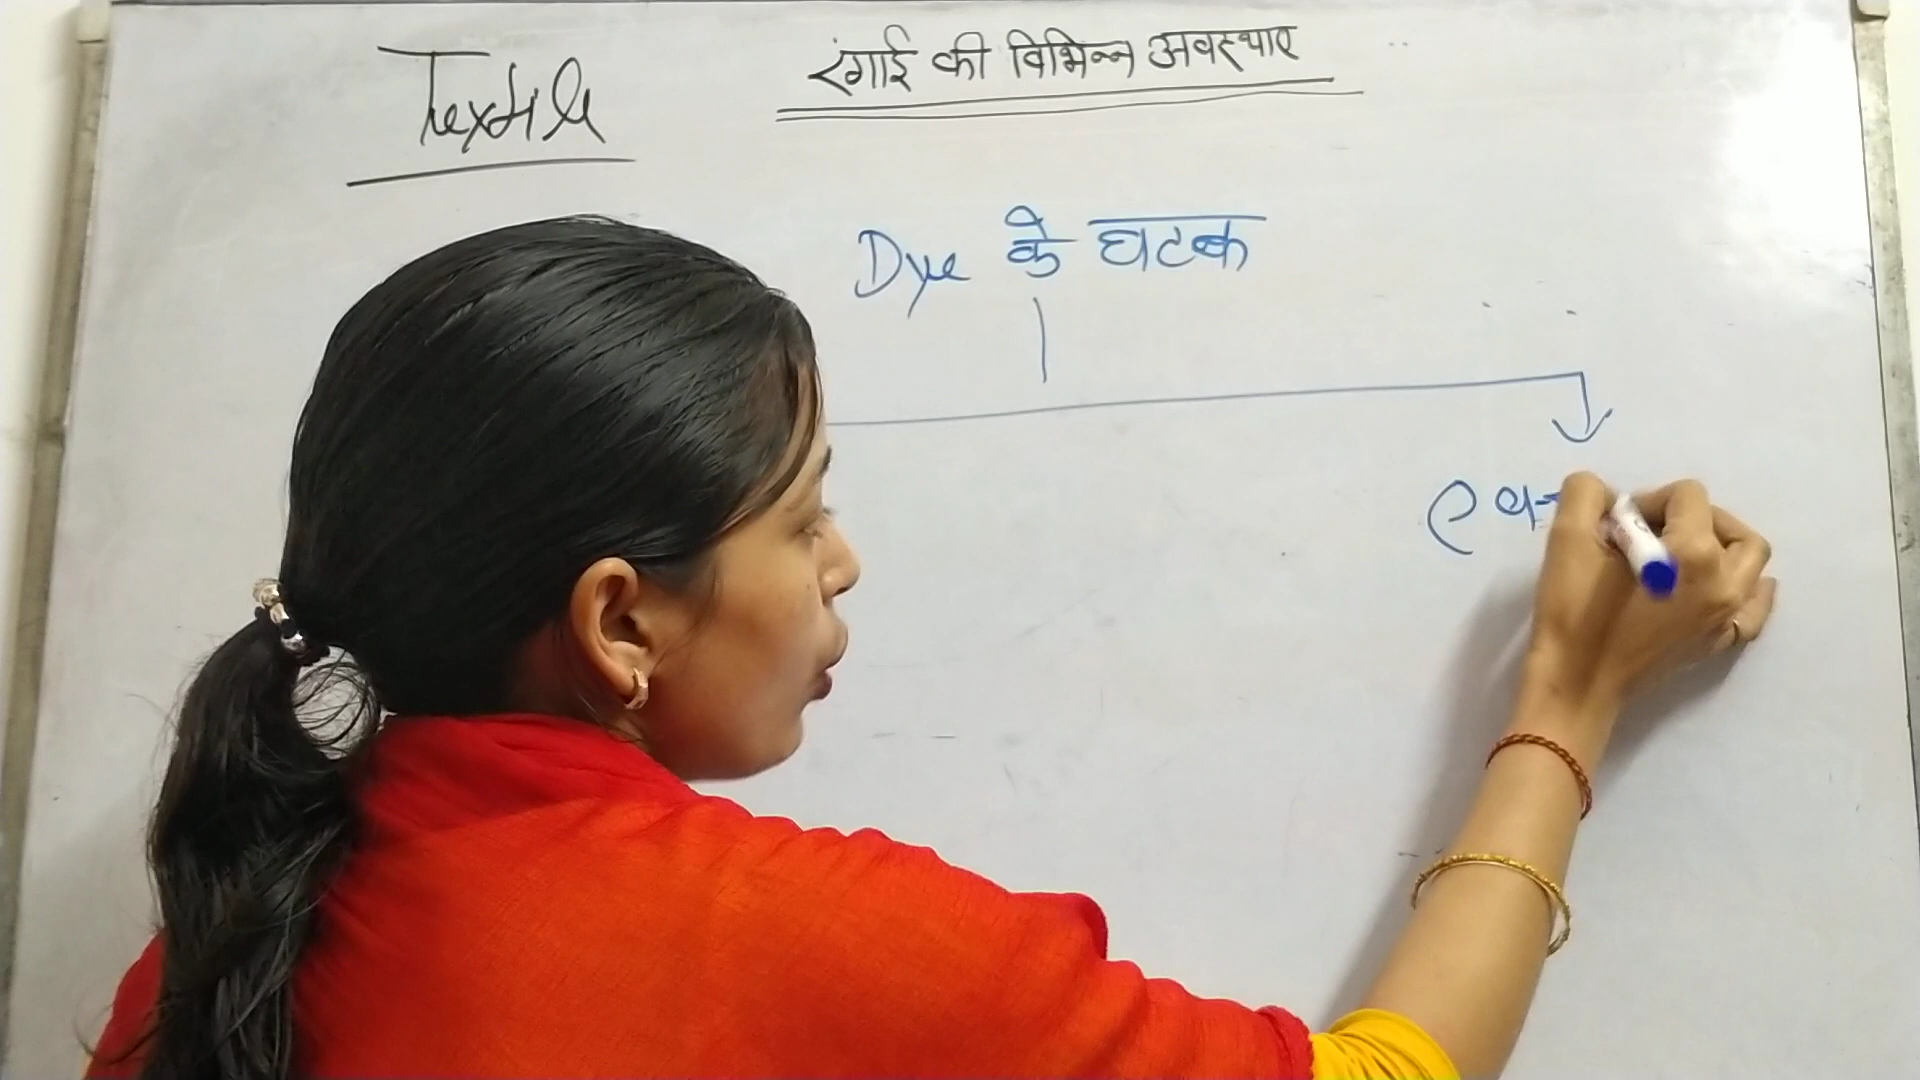 Textile
रंगाई की विभिन्न अवस्थाए
Dye के घटक